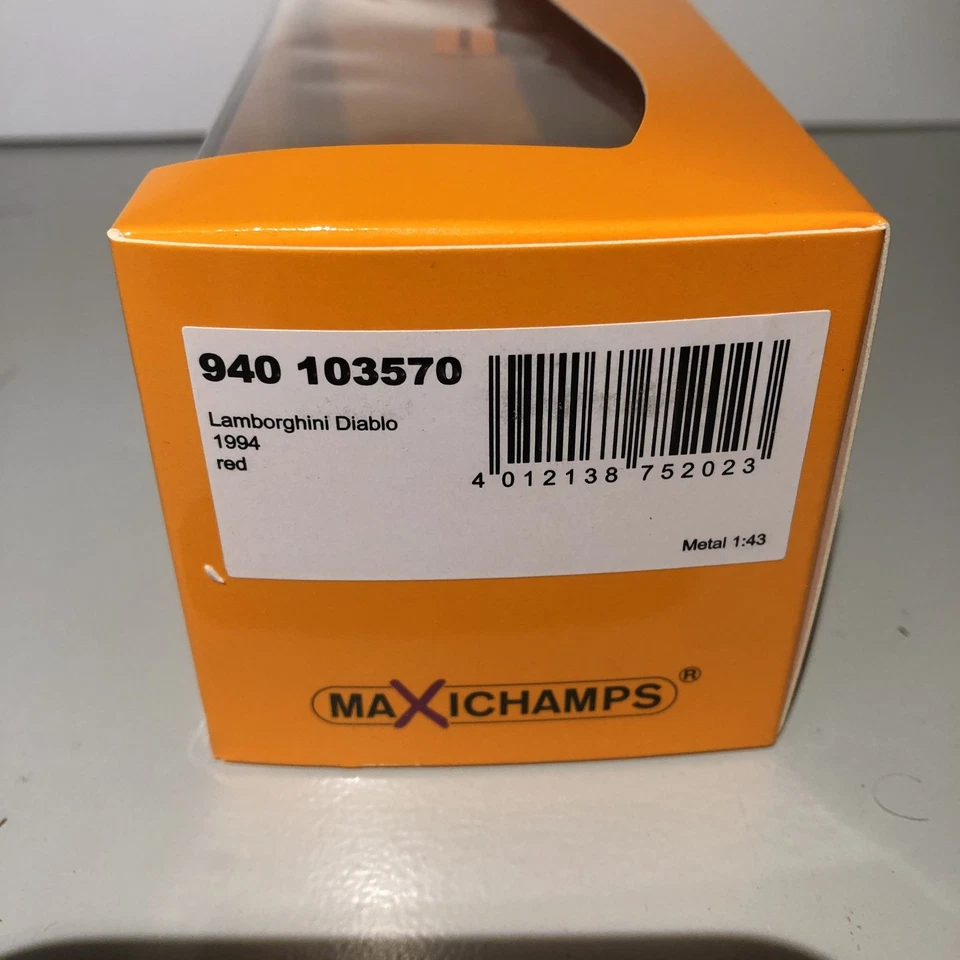 940 103570
Lamborghini Diablo
1994
red
4 012138 752023
Metal 1:43
MAXICHAMPS®